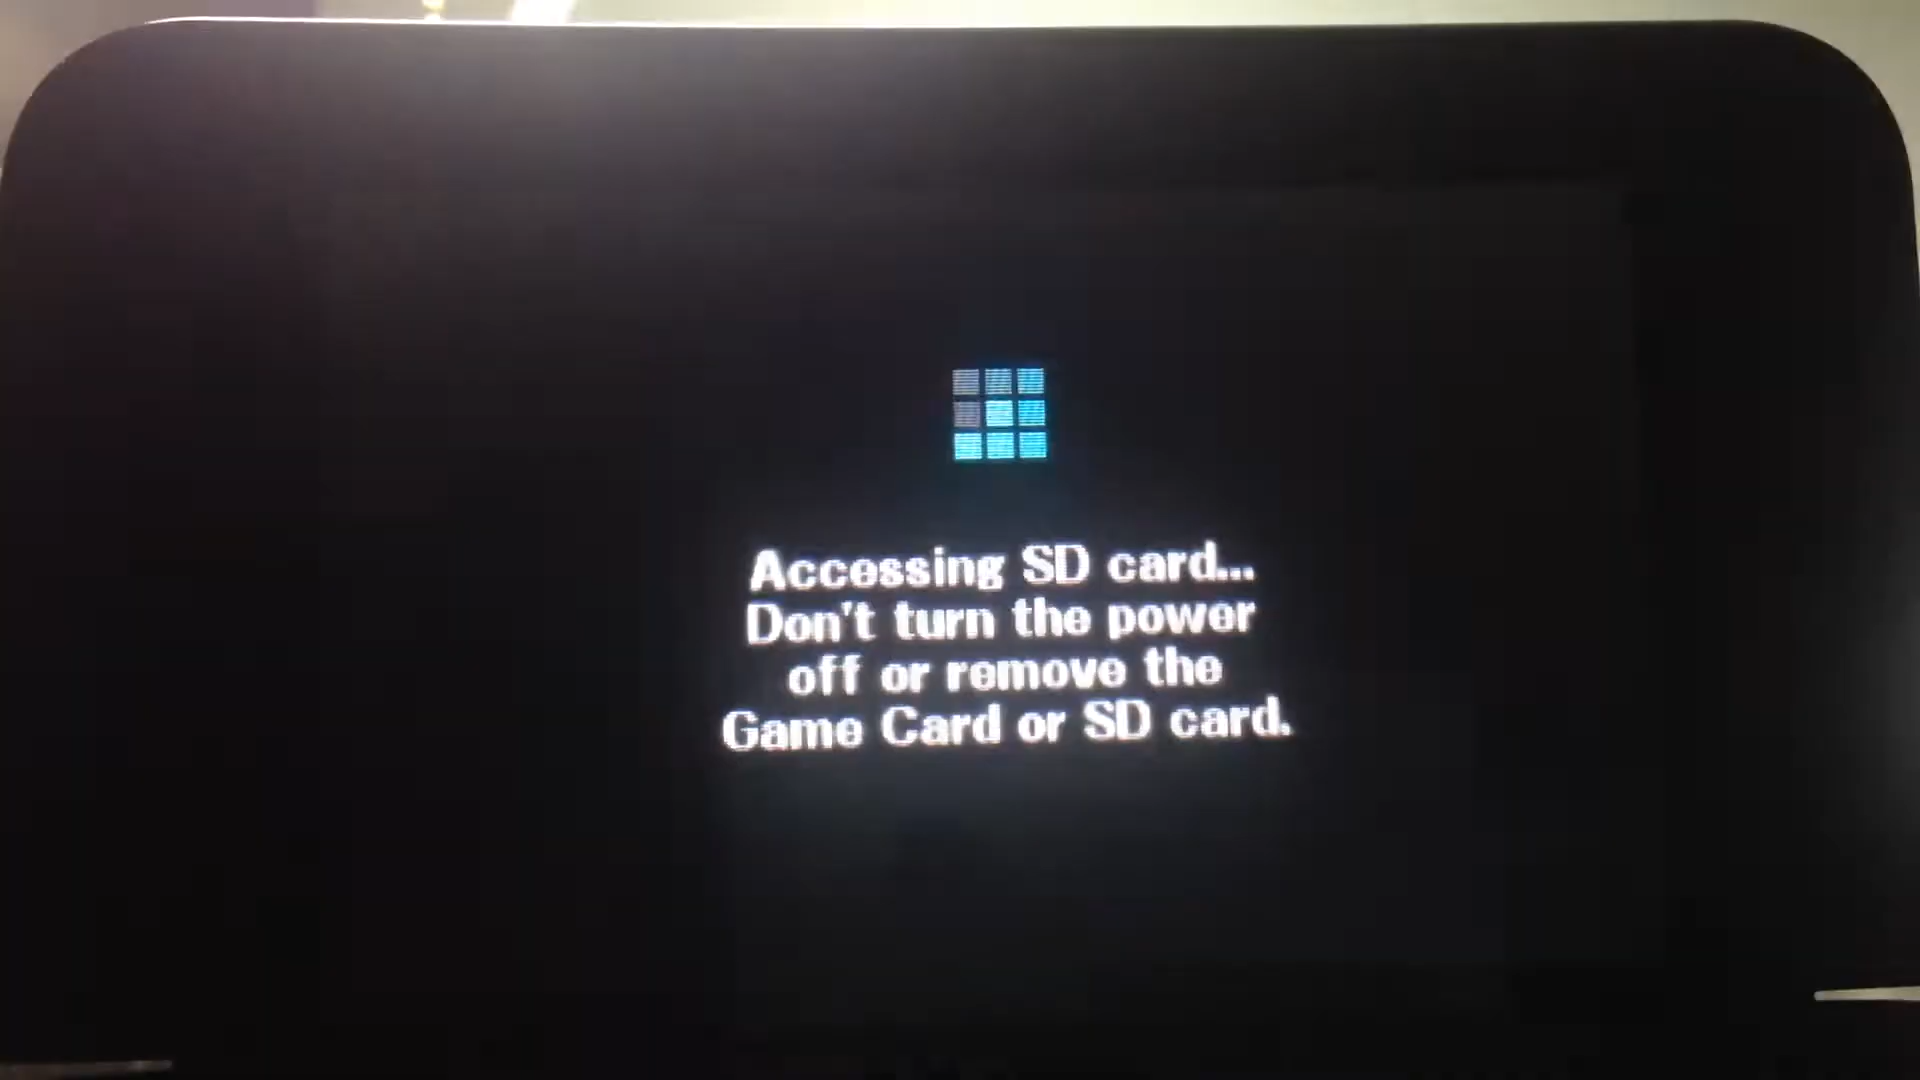 Accessing SD card...
Don't turn the power
off or remove the
Game Card or SD card.